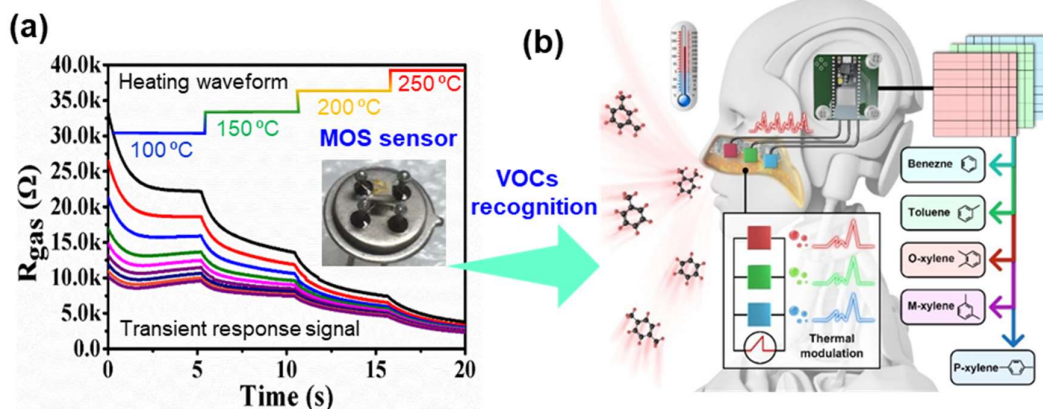 (a)
40.0k
35.0k
30.0k
25.0k
20.0k
15.0k
10.0k
5.0k
0.0
Rgas (Ω)
Heating waveform
100 ºC
150 ºC
200 ºC
250 ºC
MOS sensor
Transient response signal
0
5
10
15
20
Time (s)
VOCs
recognition
(b)
Thermal
modulation
Benezne
Toluene
O-xylene
M-xylene
P-xylene